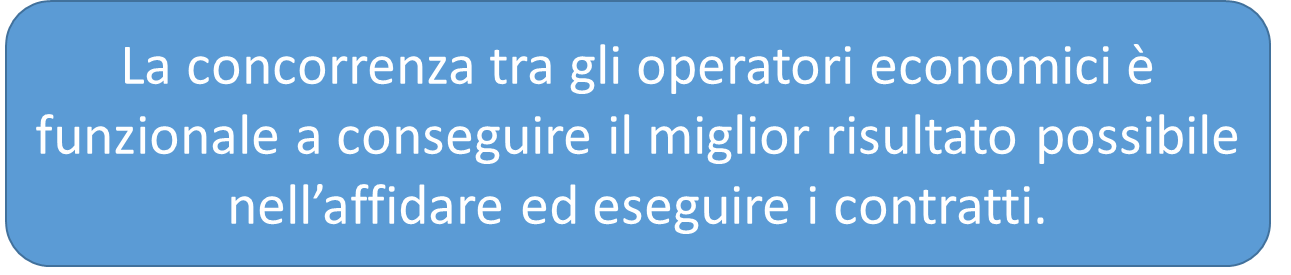 La concorrenza tra gli operatori economici è
funzionale a conseguire il miglior risultato possibile
nell’affidare ed eseguire i contratti.